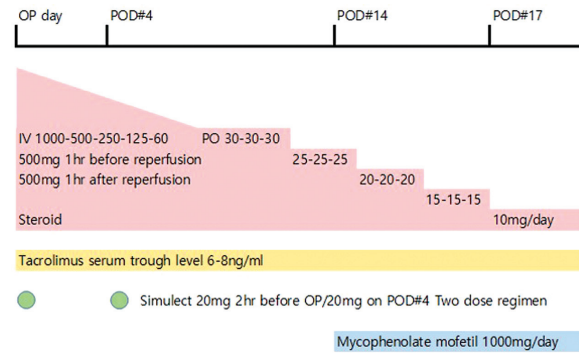 OP day POD#4 POD#14 POD#17
IV 1000-500-250-125-60 PO 30-30-30
500mg 1hr before reperfusion 25-25-25
500mg 1hr after reperfusion 20-20-20
15-15-15
Steroid 10mg/day
Tacrolimus serum trough level 6-8ng/ml
Simulect 20mg 2hr before OP/20mg on POD#4 Two dose regimen
Mycophenolate mofetil 1000mg/day